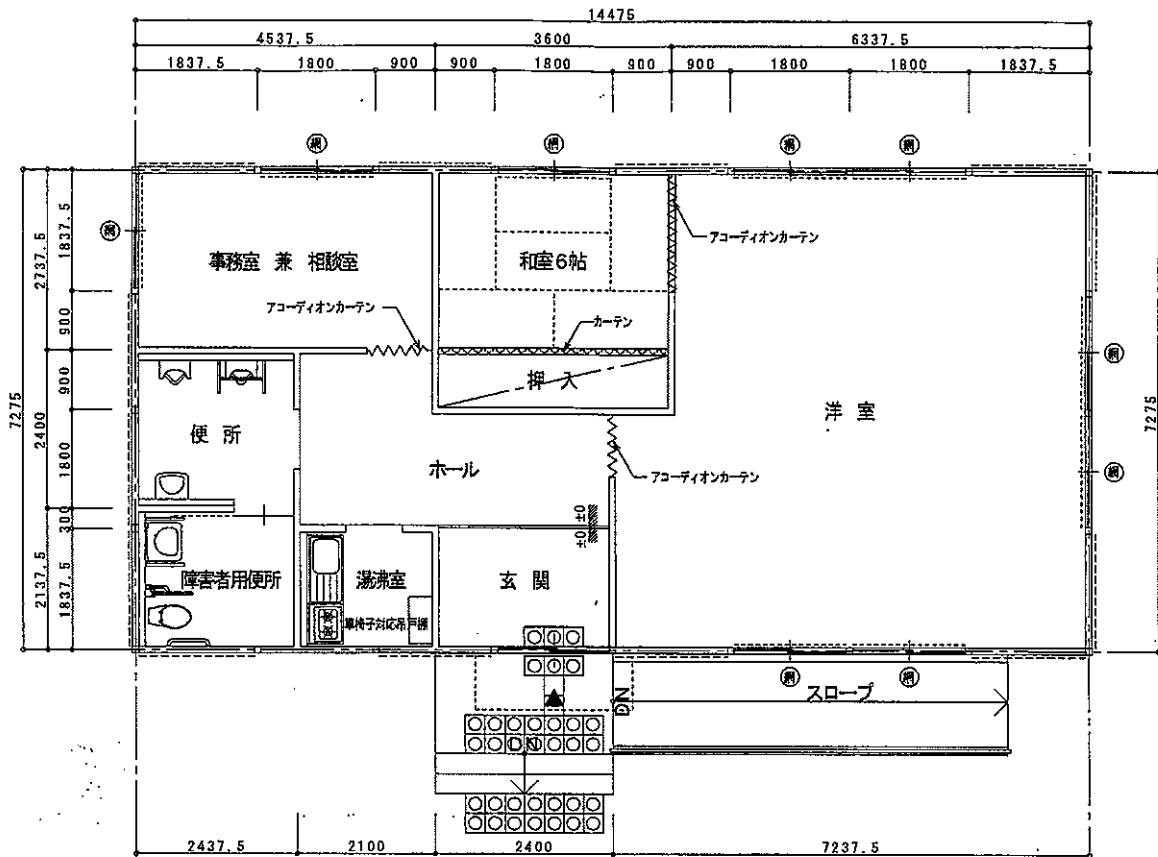 14475
4537.5 3600 6337.5
1837.5 1800 900 900 1800 900 900 1800 1800 1837.5
網 網 網 網
網
アコーディオンカーテン
事務室 兼 相談室
和室6帖
アコーディオンカーテン
カーテン
押入
洋室
便所
ホール
アコーディオンカーテン
網
網
±0 ±0
障害者用便所
湯沸室
玄関
車椅子対応吊戸棚
網 網
DN
スロープ
DN
7275
2737.5 2400 2137.5
1837.5 900 900 1800 300 1837.5
7275
2437.5 2100 2400 7237.5